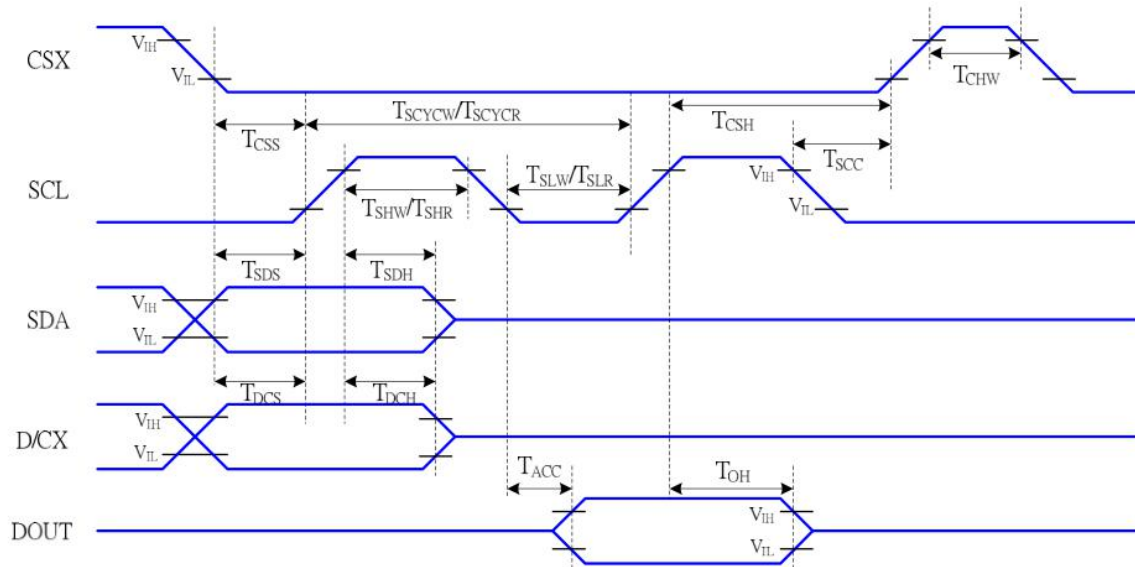 CSX
VIH
VIL
TCHW
TSCYCW/TSCYCR
TCSS
TCSH
TSCC
SCL
TSLW/TSLR
TSHW/TSHR
VIH
VIL
TSDS
TSDH
SDA
VIH
VIL
TDCS
TDCH
D/CX
VIH
VIL
TACC
TOH
DOUT
VIH
VIL